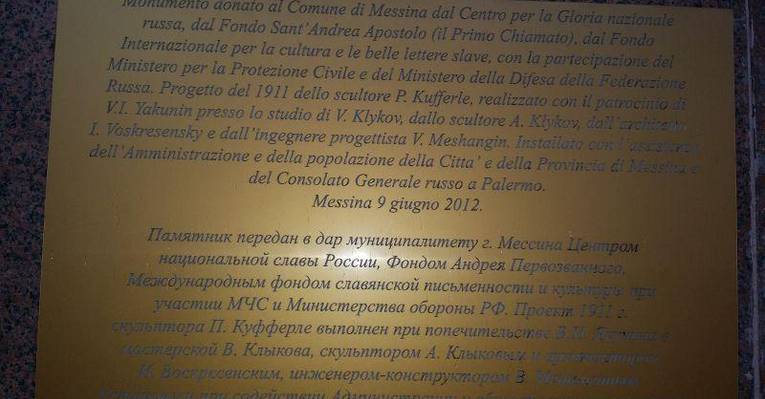 Monumento donato al Comune di Messina dal Centro per la Gloria nazionale
russa, dal Fondo Sant'Andrea Apostolo (il Primo Chiamato), dal Fondo
Internazionale per la cultura e le belle lettere slave, con la partecipazione del
Ministero per la Protezione Civile e del Ministero della Difesa della Federazione
Russa. Progetto del 1911 dello scultore P. Kufferle, realizzato con il patrocinio di
V.I. Yakunin presso lo studio di V. Klykov, dallo scultore A. Klykov, dall'architetto
I. Voskresensky e dall'ingegnere progettista V. Meshangin. Installato con l'assistenza
dell'Amministrazione e della popolazione della Citta' e della Provincia di Messina e
del Consolato Generale russo a Palermo.
Messina 9 giugno 2012.
Памятник передан в дар муниципалитету г. Мессина Центром
национальной славы России, Фондом Андрея Первозванного,
Международным фондом славянской письменности и культуры при
участии МЧС и Министерства обороны РФ. Проект 1911 г.
скульптора П. Куфферле выполнен при попечительстве В.И. в
мастерской В. Клыкова, скульптором А. Клыковым и
И. Воскресенским, инженером-конструктором В.
при содействии